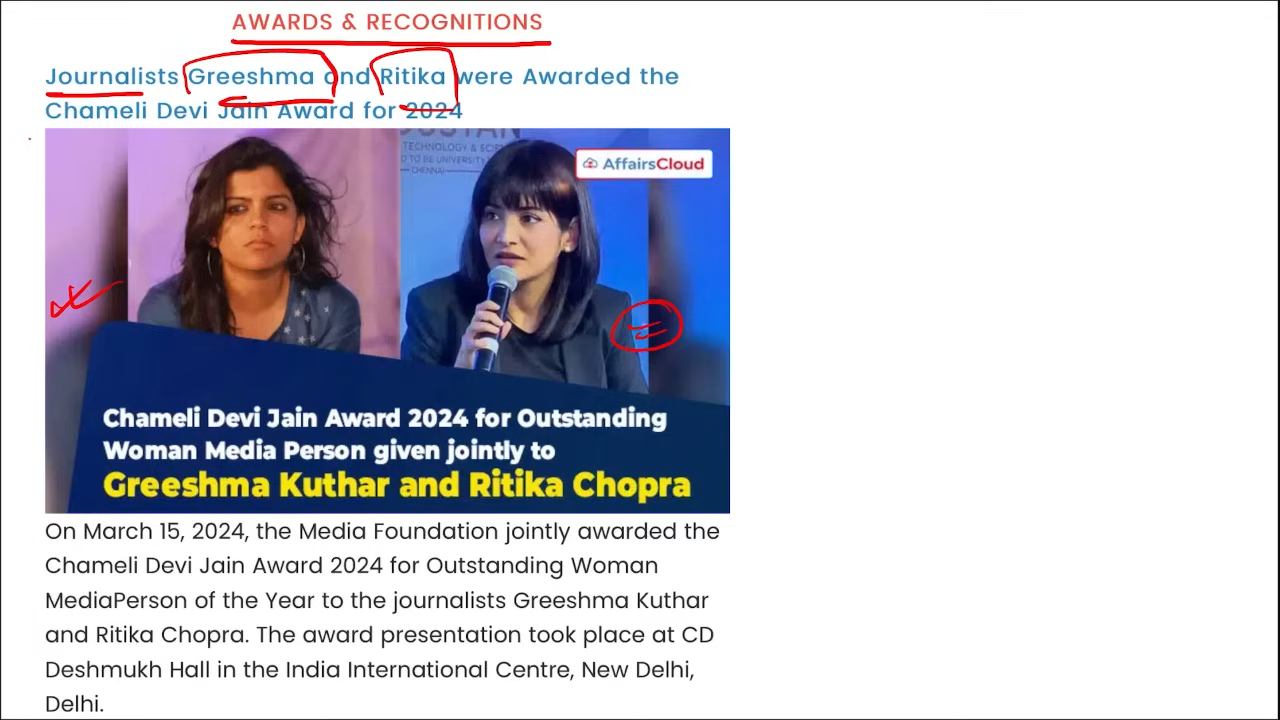 AWARDS & RECOGNITIONS
Journalists Greeshma and Ritika were Awarded the
Chameli Devi Jain Award for 2024
TECHNOLOGY & SCIEN
CHENNAI
AffairsCloud
Chameli Devi Jain Award 2024 for Outstanding
Woman Media Person given jointly to
Greeshma Kuthar and Ritika Chopra
On March 15, 2024, the Media Foundation jointly awarded the
Chameli Devi Jain Award 2024 for Outstanding Woman
MediaPerson of the Year to the journalists Greeshma Kuthar
and Ritika Chopra. The award presentation took place at CD
Deshmukh Hall in the India International Centre, New Delhi,
Delhi.